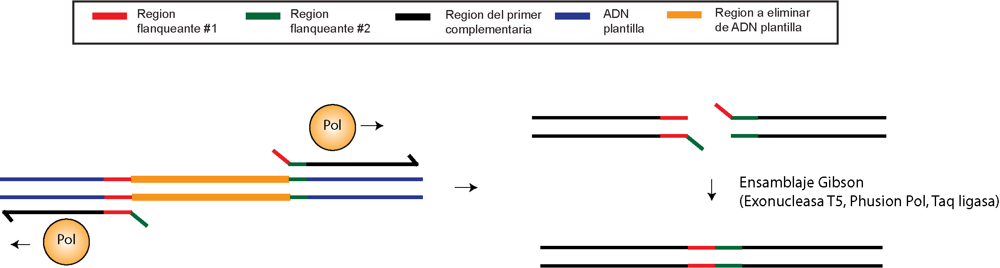 Region
flanqueante #1
Region
flanqueante #2
Region del primer
complementaria
ADN
plantilla
Region a eliminar
de ADN plantilla
Pol
Pol
Ensamblaje Gibson
(Exonucleasa T5, Phusion Pol, Taq ligasa)